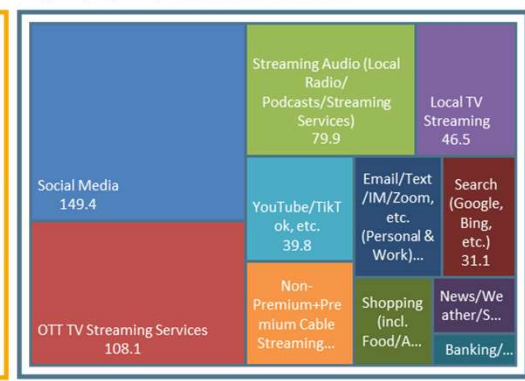 Social Media
149.4
OTT TV Streaming Services
108.1
Streaming Audio (Local
Radio/
Podcasts/Streaming
Services)
79.9
Local TV
Streaming
46.5
YouTube/TikT
ok, etc.
39.8
Non-
Premium+Pre
mium Cable
Streaming...
Email/Text
/IM/Zoom,
etc.
(Personal &
Work)...
Search
(Google,
Bing,
etc.)
31.1
Shopping
(incl.
Food/A...
News/We
ather/S...
Banking/...